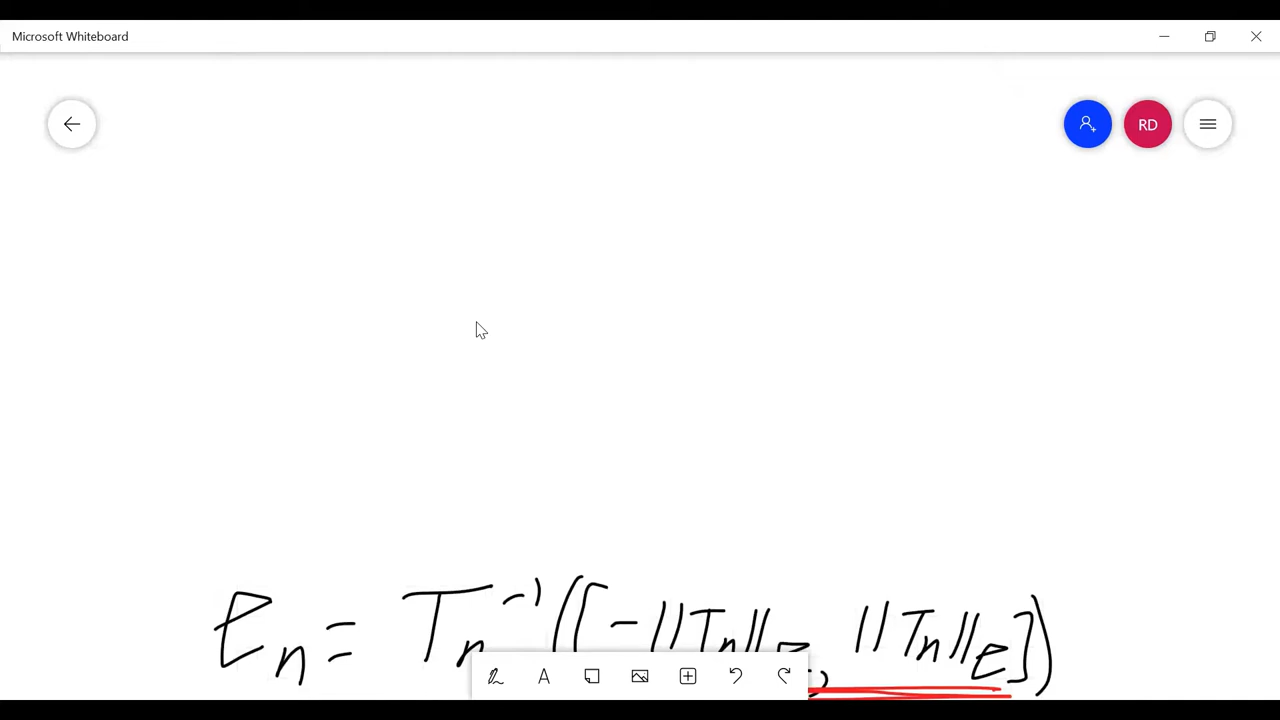 Microsoft Whiteboard
RD
A
E_n = T_n^{-1}([-||T_n||_E, ||T_n||_E])